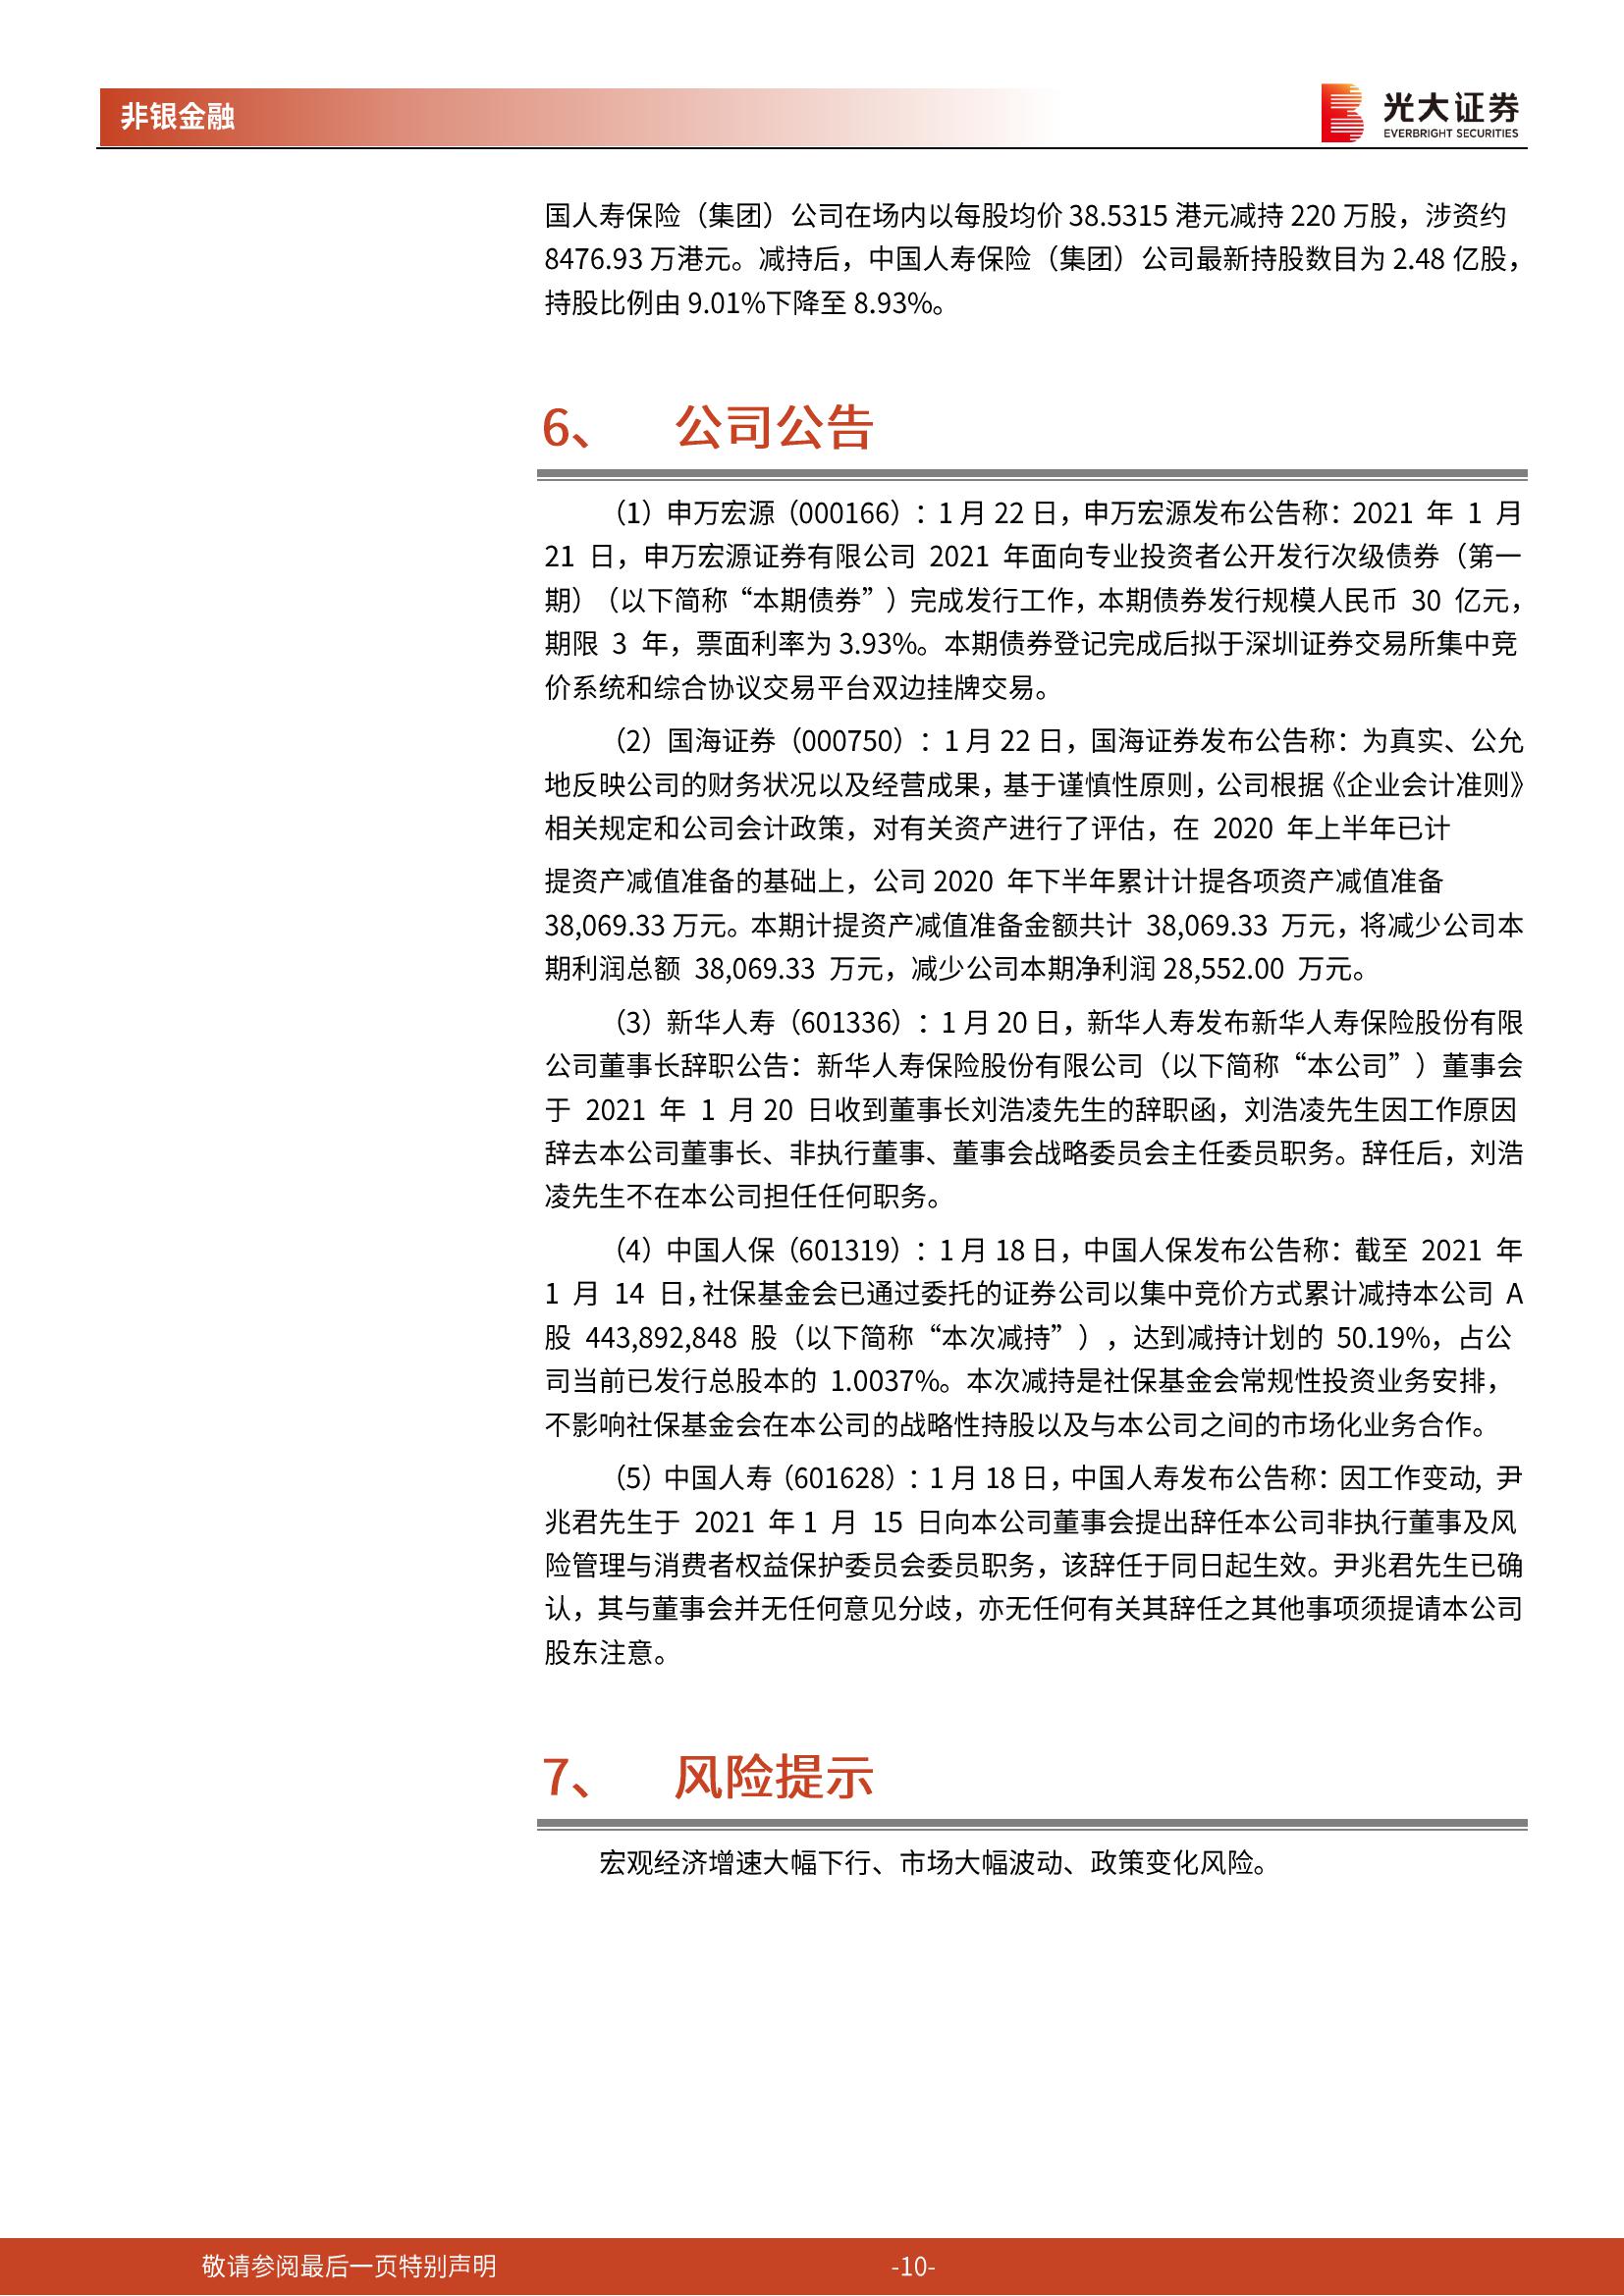 非银金融
光大证券
EVERBRIGHT SECURITIES
国人寿保险（集团）公司在场内以每股均价 38.5315 港元减持 220 万股，涉资约
8476.93 万港元。减持后，中国人寿保险（集团）公司最新持股数目为 2.48 亿股，
持股比例由 9.01%下降至 8.93%。
6、 公司公告
（1）申万宏源（000166）：1 月 22 日，申万宏源发布公告称：2021 年 1 月
21 日，申万宏源证券有限公司 2021 年面向专业投资者公开发行次级债券（第一
期）（以下简称“本期债券”）完成发行工作，本期债券发行规模人民币 30 亿元，
期限 3 年，票面利率为 3.93%。本期债券登记完成后拟于深圳证券交易所集中竞
价系统和综合协议交易平台双边挂牌交易。
（2）国海证券（000750）：1 月 22 日，国海证券发布公告称：为真实、公允
地反映公司的财务状况以及经营成果，基于谨慎性原则，公司根据《企业会计准则》
相关规定和公司会计政策，对有关资产进行了评估，在 2020 年上半年已计
提资产减值准备的基础上，公司 2020 年下半年累计计提各项资产减值准备
38,069.33 万元。本期计提资产减值准备金额共计 38,069.33 万元，将减少公司本
期利润总额 38,069.33 万元，减少公司本期净利润 28,552.00 万元。
（3）新华人寿（601336）：1 月 20 日，新华人寿发布新华人寿保险股份有限
公司董事长辞职公告：新华人寿保险股份有限公司（以下简称“本公司”）董事会
于 2021 年 1 月 20 日收到董事长刘浩凌先生的辞职函，刘浩凌先生因工作原因
辞去本公司董事长、非执行董事、董事会战略委员会主任委员职务。辞任后，刘浩
凌先生不在本公司担任任何职务。
（4）中国人保（601319）：1 月 18 日，中国人保发布公告称：截至 2021 年
1 月 14 日，社保基金会已通过委托的证券公司以集中竞价方式累计减持本公司 A
股 443,892,848 股（以下简称“本次减持”），达到减持计划的 50.19%，占公
司当前已发行总股本的 1.0037%。本次减持是社保基金会常规性投资业务安排，
不影响社保基金会在本公司的战略性持股以及与本公司之间的市场化业务合作。
（5）中国人寿（601628）：1 月 18 日，中国人寿发布公告称：因工作变动, 尹
兆君先生于 2021 年 1 月 15 日向本公司董事会提出辞任本公司非执行董事及风
险管理与消费者权益保护委员会委员职务，该辞任于同日起生效。尹兆君先生已确
认，其与董事会并无任何意见分歧，亦无任何有关其辞任之其他事项须提请本公司
股东注意。
7、 风险提示
宏观经济增速大幅下行、市场大幅波动、政策变化风险。
敬请参阅最后一页特别声明
-10-